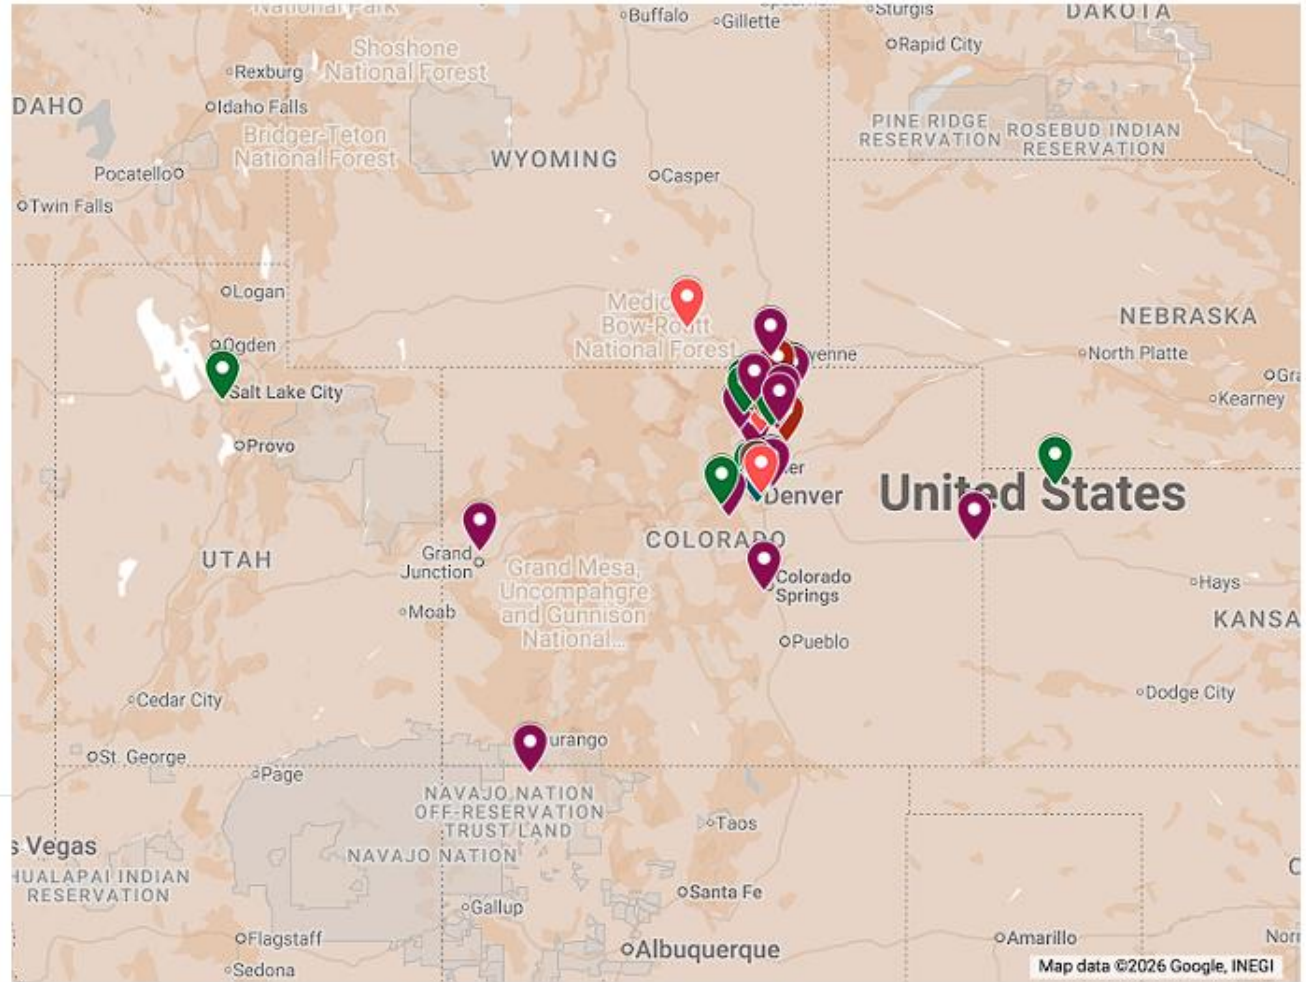 National Park
Buffalo
Gillette
Sturgis
DAKOTA
Shoshone
National Forest
Rapid City
Rexburg
DAHO
Idaho Falls
Bridger-Teton
National Forest
PINE RIDGE
RESERVATION
ROSEBUD INDIAN
RESERVATION
WYOMING
Pocatello
Casper
Twin Falls
Logan
Medic
Bow-Routt
National Forest
NEBRASKA
Ogden
yenne
North Platte
Gra
Salt Lake City
Kearney
Provo
er
Denver
United States
COLORADO
UTAH
Grand
Junction
Grand Mesa,
Uncompahgre
and Gunnison
National...
Colorado
Springs
Hays
Moab
KANSA
Pueblo
Cedar City
Dodge City
urango
St. George
Page
NAVAJO NATION
OFF-RESERVATION
TRUST LAND
Taos
s Vegas
NAVAJO NATION
HUALAPAI INDIAN
RESERVATION
Santa Fe
Gallup
Flagstaff
Albuquerque
Amarillo
Nor
Sedona
Map data ©2026 Google, INEGI